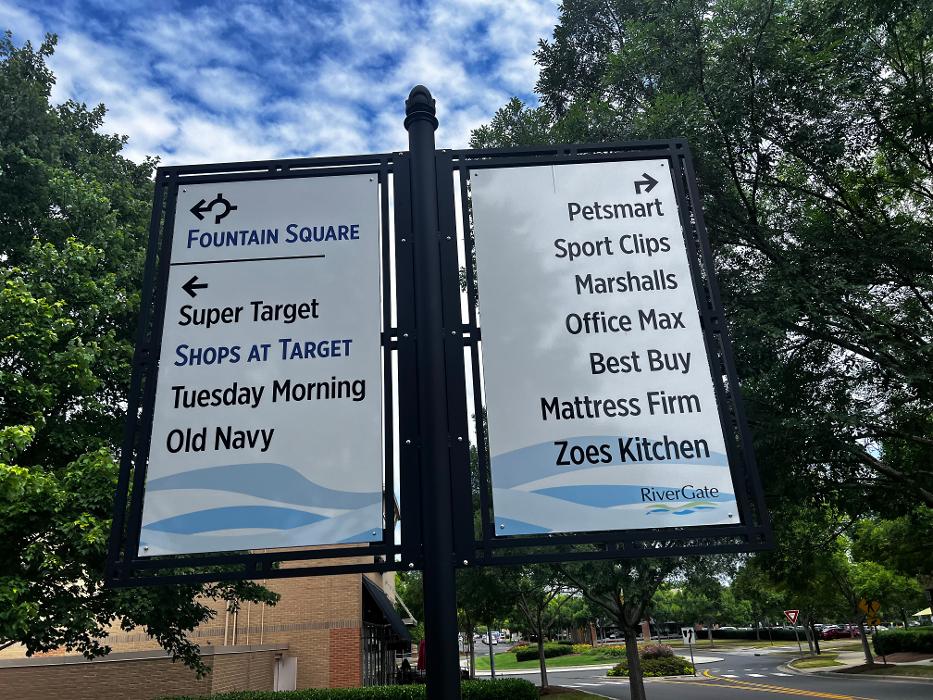 FOUNTAIN SQUARE
Super Target
SHOPS AT TARGET
Tuesday Morning
Old Navy
Petsmart
Sport Clips
Marshalls
Office Max
Best Buy
Mattress Firm
Zoes Kitchen
RiverGate